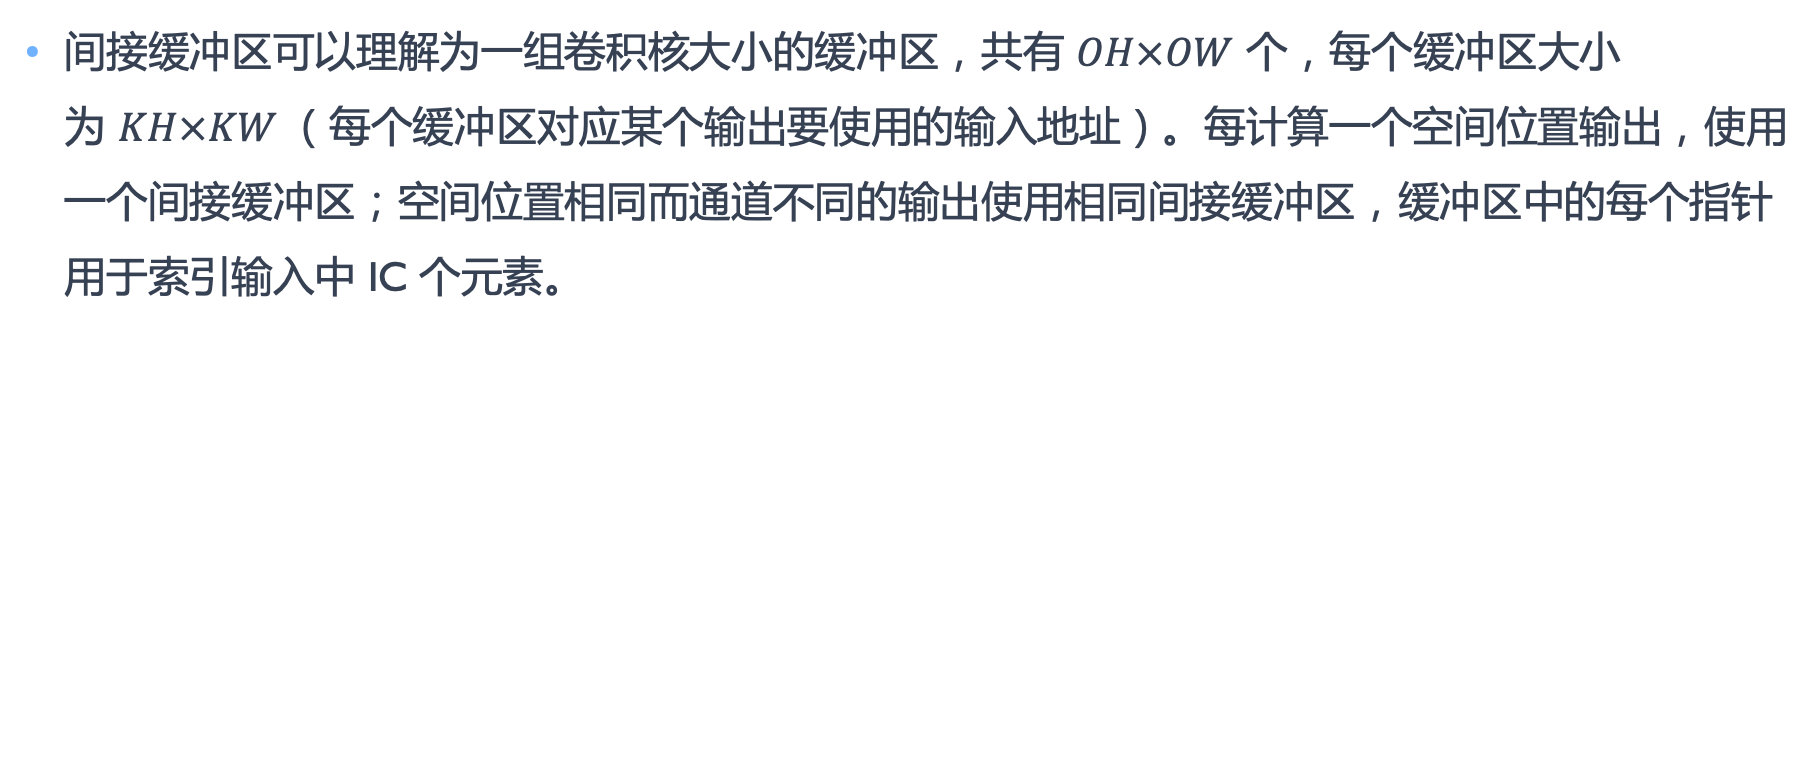 • 间接缓冲区可以理解为一组卷积核大小的缓冲区，共有 OH×OW 个，每个缓冲区大小
为 KH×KW （每个缓冲区对应某个输出要使用的输入地址）。每计算一个空间位置输出，使用
一个间接缓冲区；空间位置相同而通道不同的输出使用相同间接缓冲区，缓冲区中的每个指针
用于索引输入中 IC 个元素。